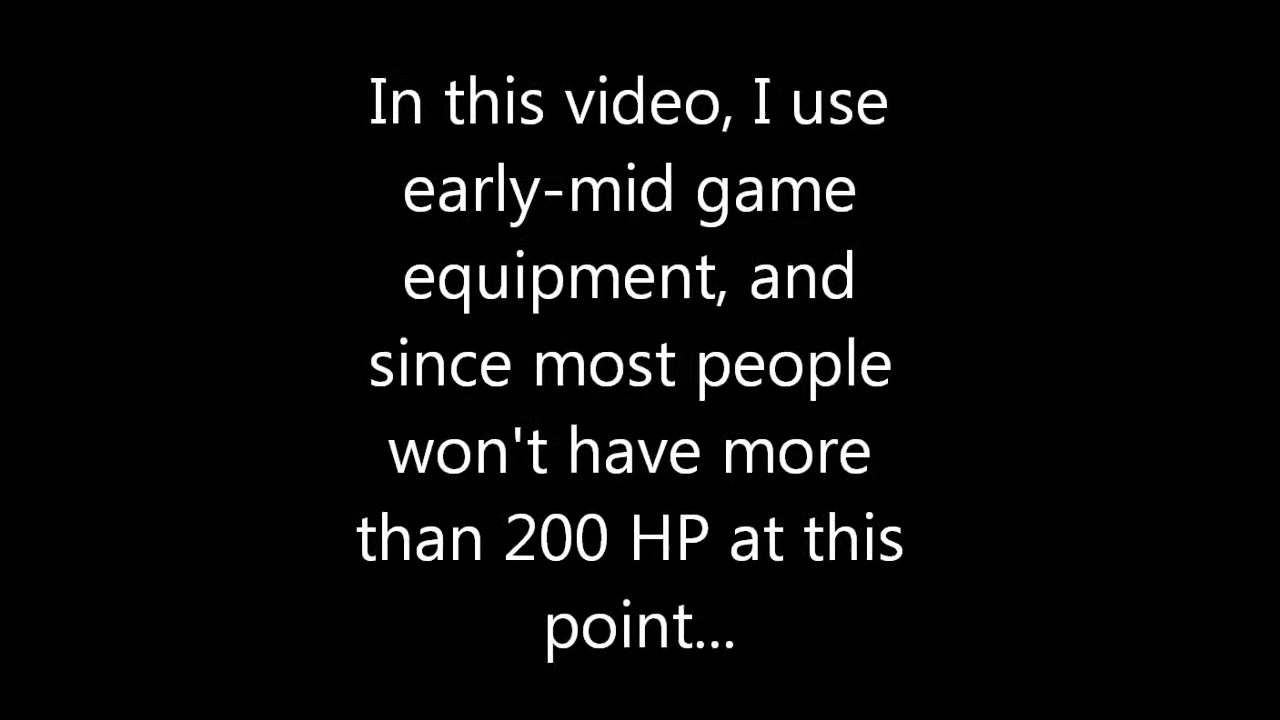 In this video, I use
early-mid game
equipment, and
since most people
won't have more
than 200 HP at this
point...